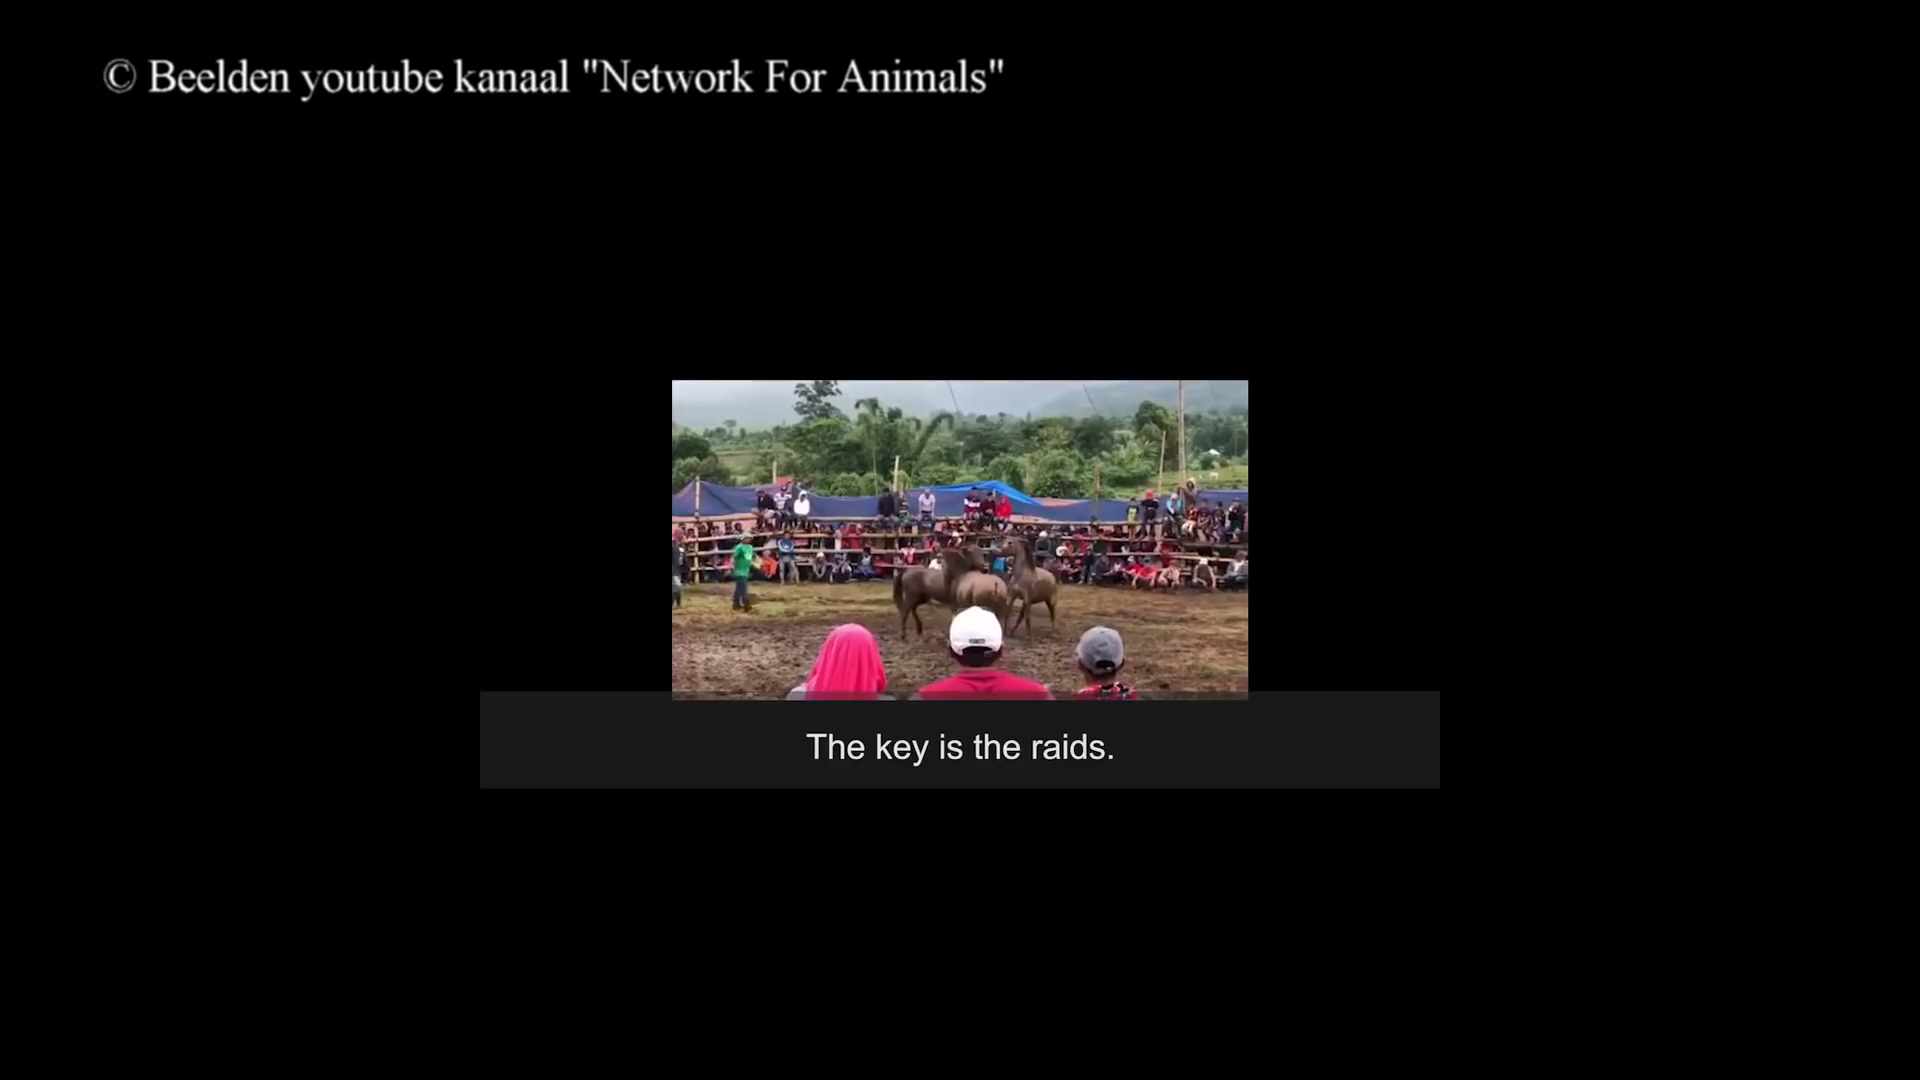 © Beelden youtube kanaal "Network For Animals"
The key is the raids.